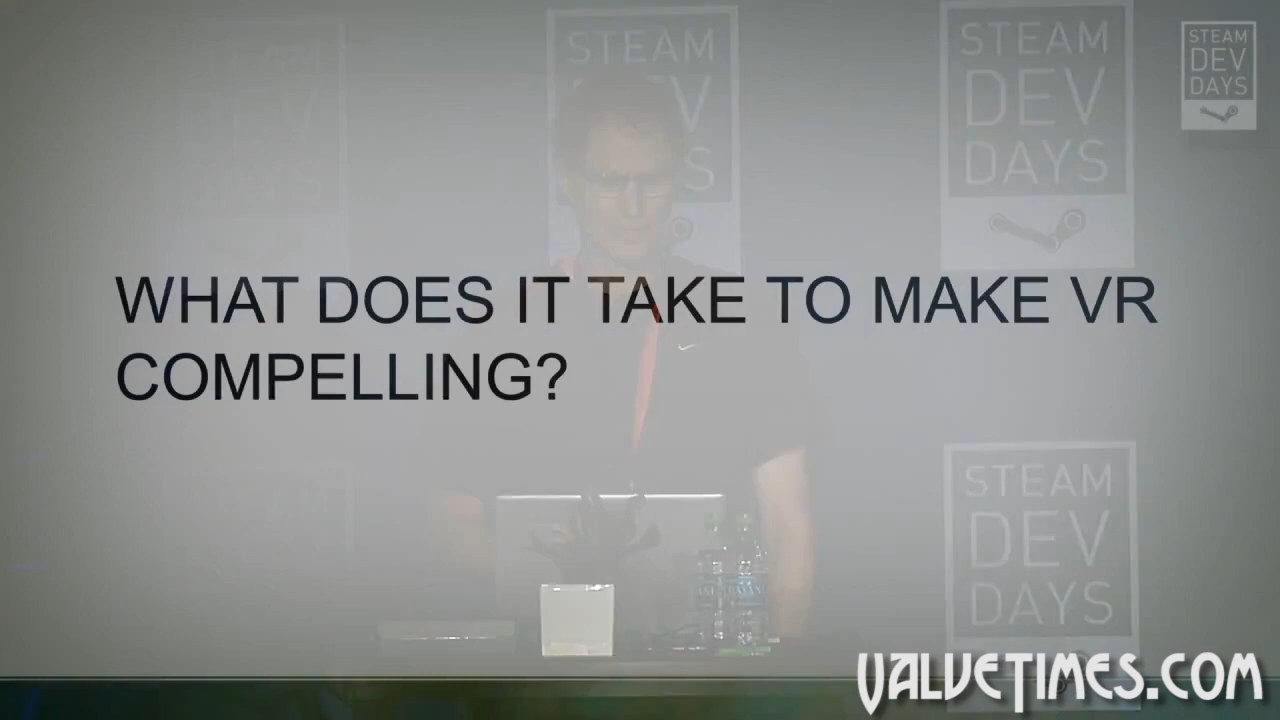 STEAM
DEV
DAYS
STEAM
DEV
DAYS
STEAM
DEV
DAYS
WHAT DOES IT TAKE TO MAKE VR
COMPELLING?
STEAM
DEV
DAYS
VALVETIMES.COM